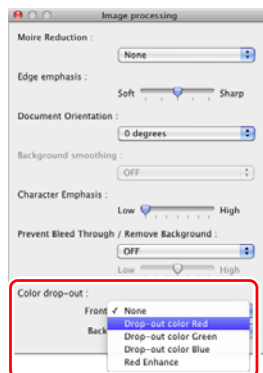 Image processing
Moire Reduction :
None
Edge emphasis :
Soft Sharp
Document Orientation :
0 degrees
Background smoothing :
OFF
Character Emphasis :
Low High
Prevent Bleed Through / Remove Background :
OFF
Low High
Color drop-out :
Front ✓ None
Drop-out color Red
Back Drop-out color Green
Drop-out color Blue
Red Enhance